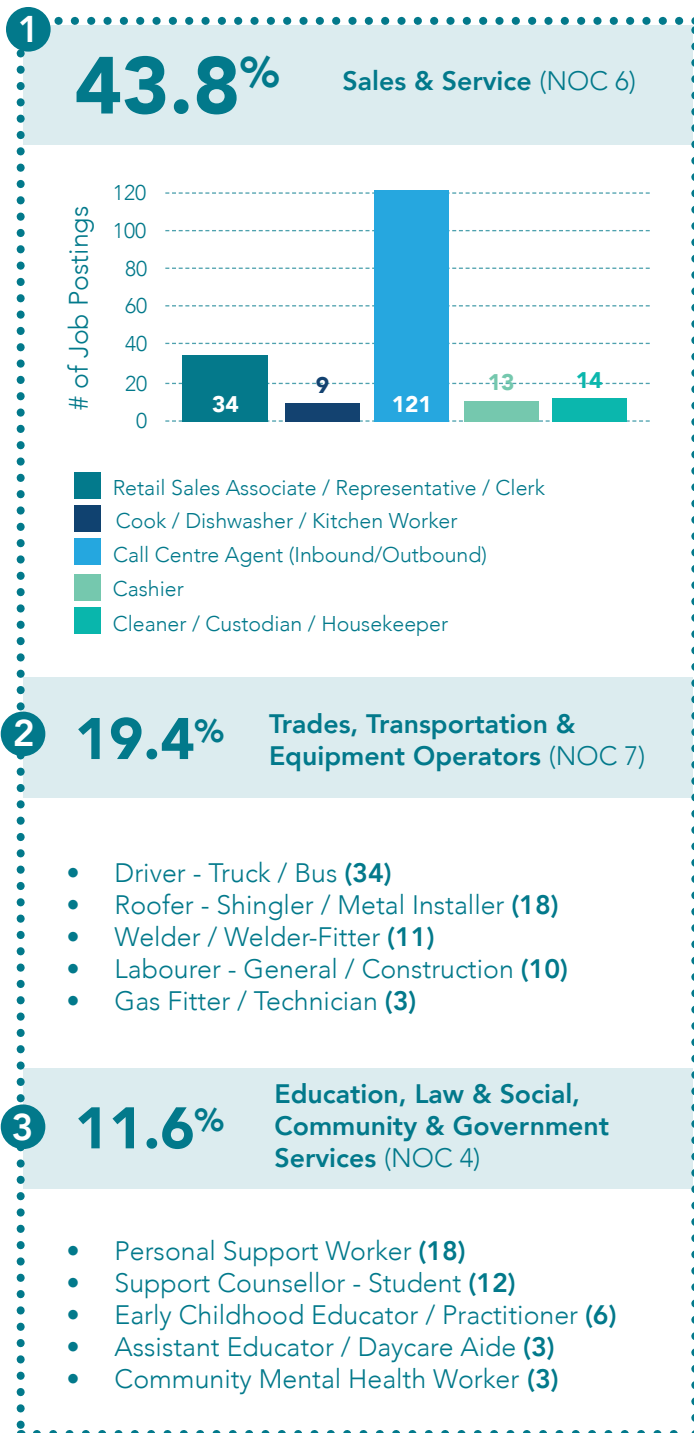 1
43.8% Sales & Service (NOC 6)
# of Job Postings
120
100
80
60
40
20
0
34
9
121
13
14
Retail Sales Associate / Representative / Clerk
Cook / Dishwasher / Kitchen Worker
Call Centre Agent (Inbound/Outbound)
Cashier
Cleaner / Custodian / Housekeeper
2
19.4%
Trades, Transportation &
Equipment Operators (NOC 7)
• Driver - Truck / Bus (34)
• Roofer - Shingler / Metal Installer (18)
• Welder / Welder-Fitter (11)
• Labourer - General / Construction (10)
• Gas Fitter / Technician (3)
3
11.6%
Education, Law & Social,
Community & Government
Services (NOC 4)
• Personal Support Worker (18)
• Support Counsellor - Student (12)
• Early Childhood Educator / Practitioner (6)
• Assistant Educator / Daycare Aide (3)
• Community Mental Health Worker (3)